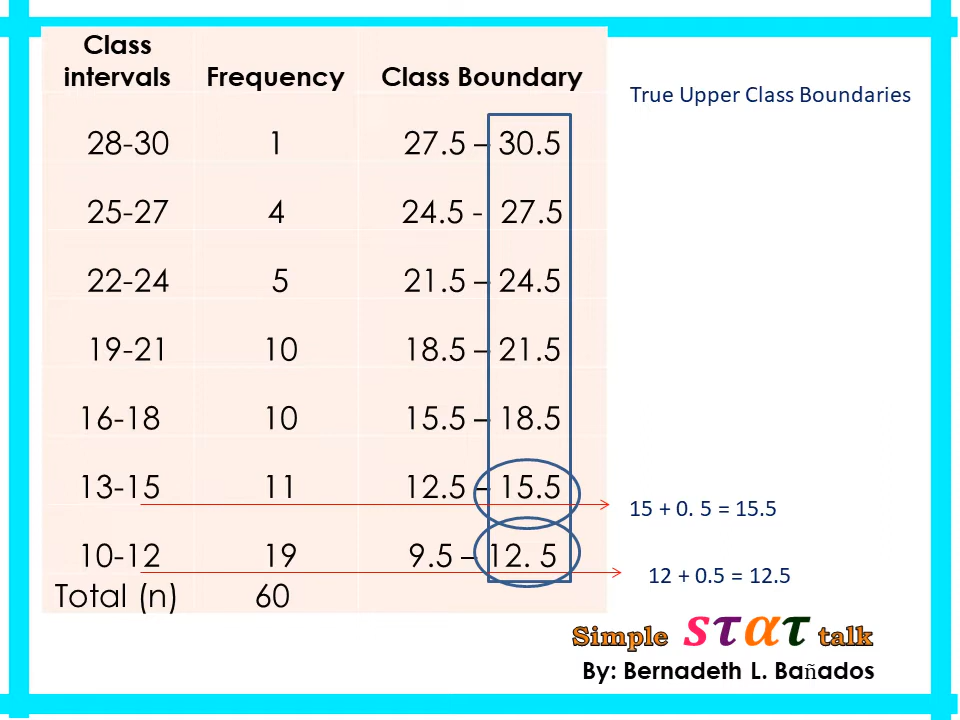 Class intervals Frequency Class Boundary
True Upper Class Boundaries
28-30 1 27.5 – 30.5
25-27 4 24.5 - 27.5
22-24 5 21.5 – 24.5
19-21 10 18.5 – 21.5
16-18 10 15.5 – 18.5
13-15 11 12.5 – 15.5
15 + 0. 5 = 15.5
10-12 19 9.5 – 12. 5
12 + 0.5 = 12.5
Total (n) 60
Simple sτατ talk
By: Bernadeth L. Bañados